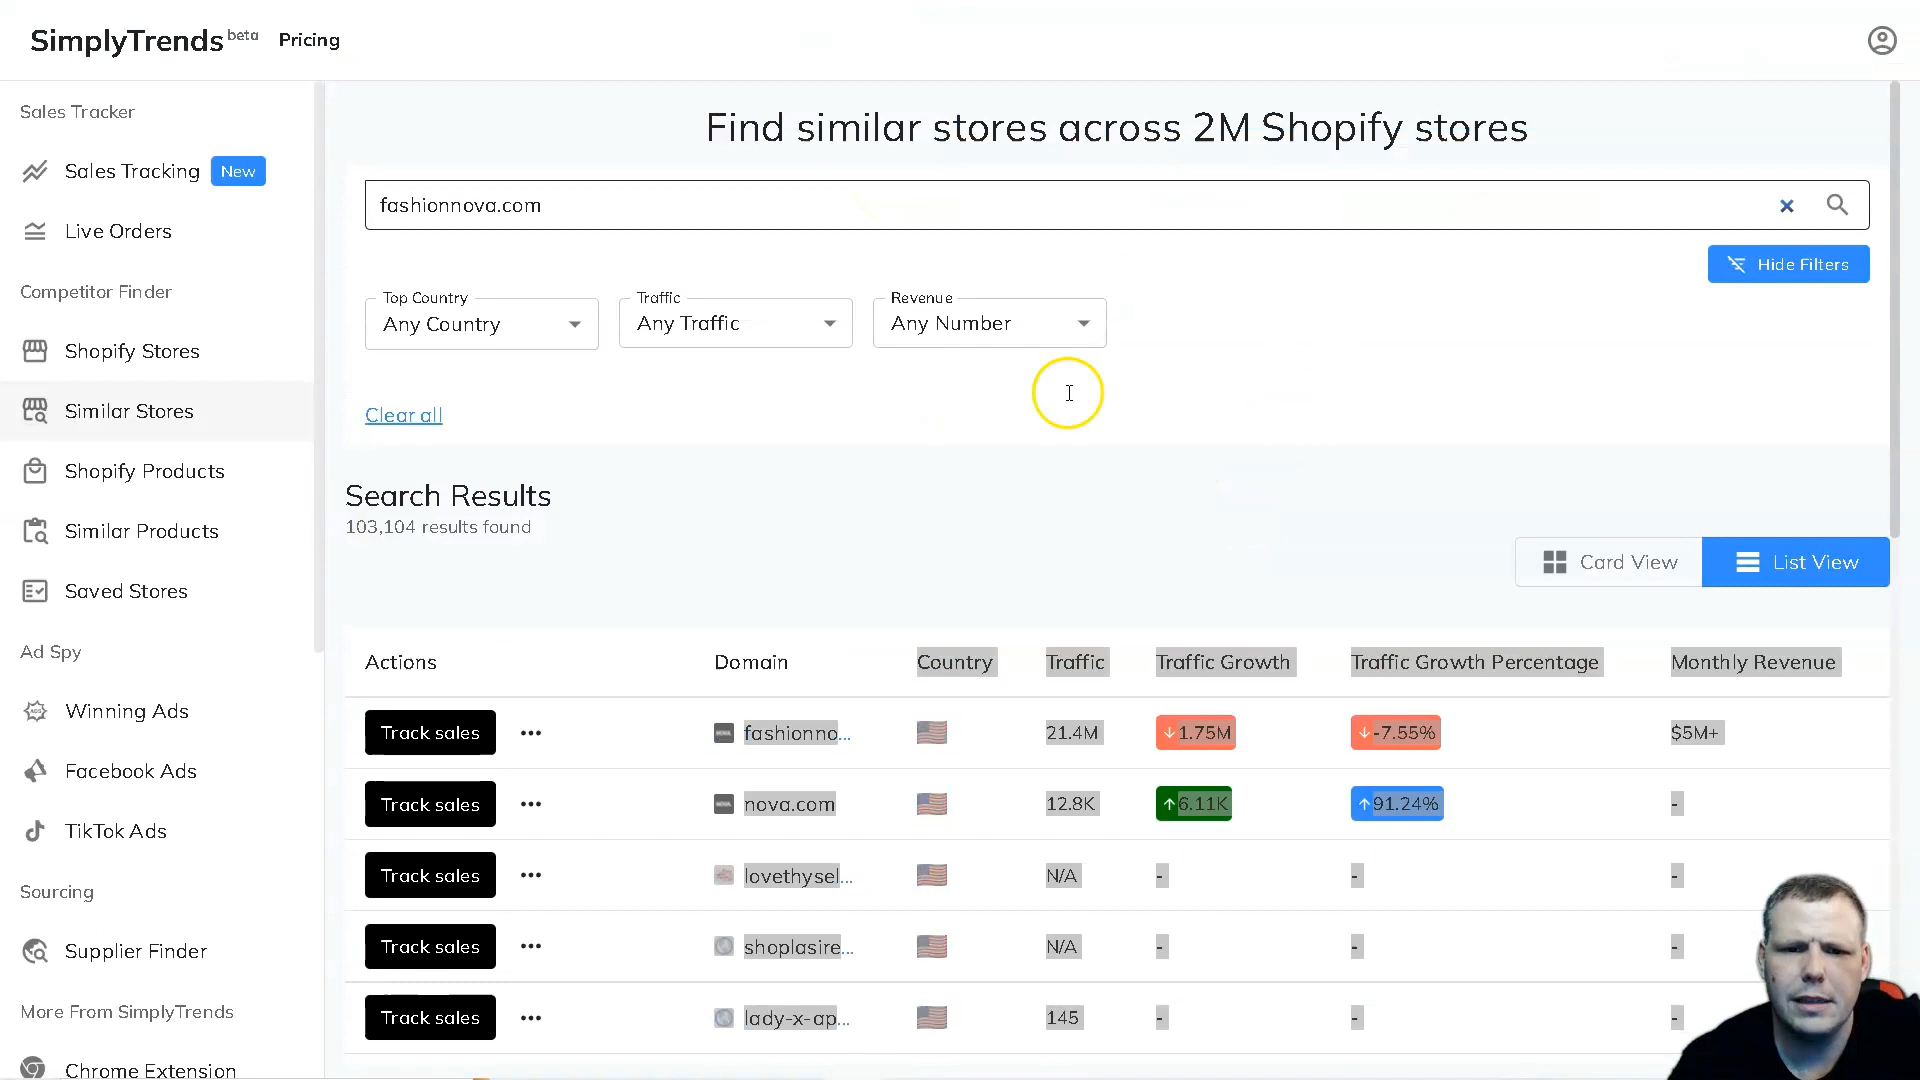 SimplyTrends beta Pricing
Sales Tracker
Sales Tracking New
Live Orders
Competitor Finder
Shopify Stores
Similar Stores
Shopify Products
Similar Products
Saved Stores
Ad Spy
Winning Ads
Facebook Ads
TikTok Ads
Sourcing
Supplier Finder
More From SimplyTrends
Chrome Extension
Find similar stores across 2M Shopify stores
fashionnova.com
Hide Filters
Top Country Traffic Revenue
Any Country Any Traffic Any Number
Clear all
Search Results
103,104 results found
Card View List View
Actions Domain Country Traffic Traffic Growth Traffic Growth Percentage Monthly Revenue
Track sales ••• fashionno... 21.4M ↓1.75M ↓-7.55% $5M+
Track sales ••• nova.com 12.8K ↑6.11K ↑91.24% -
Track sales ••• lovethysel... N/A - - -
Track sales ••• shoplasire... N/A - - -
Track sales ••• lady-x-ap... 145 - - -